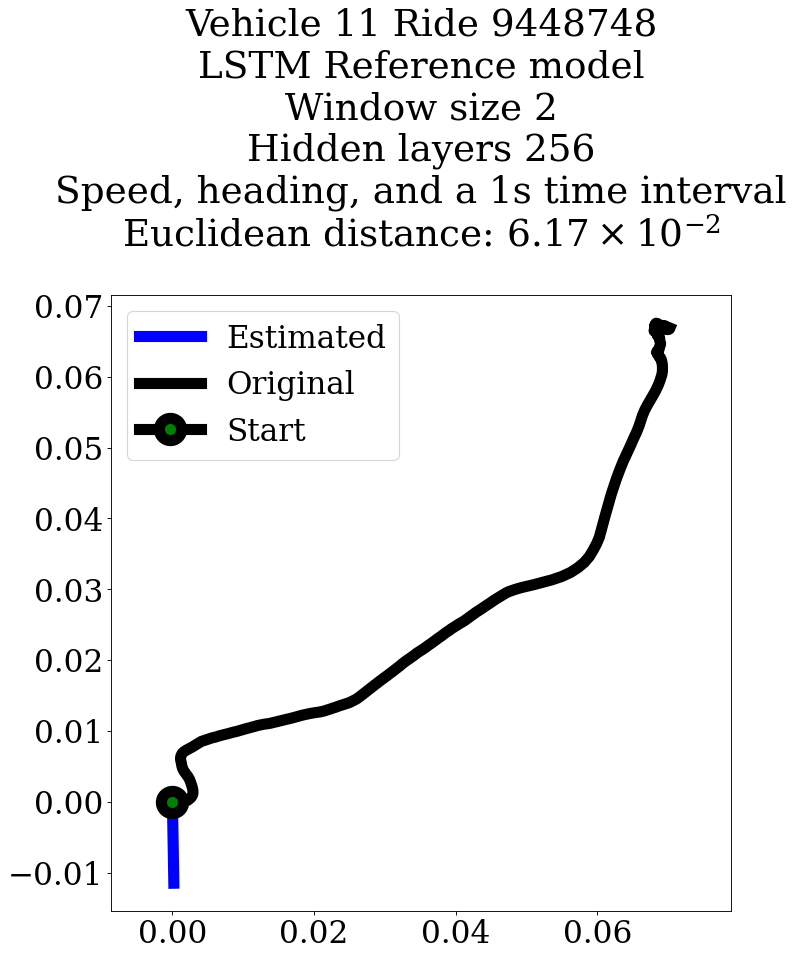 Vehicle 11 Ride 9448748
LSTM Reference model
Window size 2
Hidden layers 256
Speed, heading, and a 1s time interval
Euclidean distance: 6.17 × 10⁻²
0.07
0.06
0.05
0.04
0.03
0.02
0.01
0.00
−0.01
Estimated
Original
Start
0.00 0.02 0.04 0.06